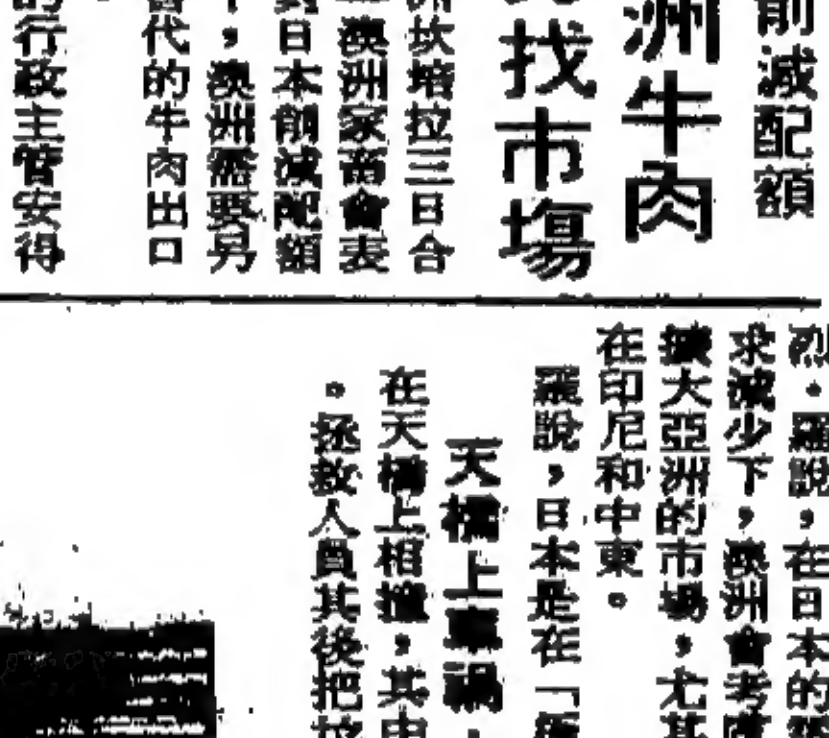 削減配額
洲牛肉
找市場
洲坎培拉三日合
澳洲家畜會表
對日本削減配額
，澳洲需要另
替代的牛肉出口
的行政主管安得
烈。羅說，在日本的
求減少下，澳洲會考
擴大亞洲的市場，尤其
在印尼和中東。
羅說，日本是在「
天橋上車禍
在天橋上相撞，其中
。拯救人員其後把